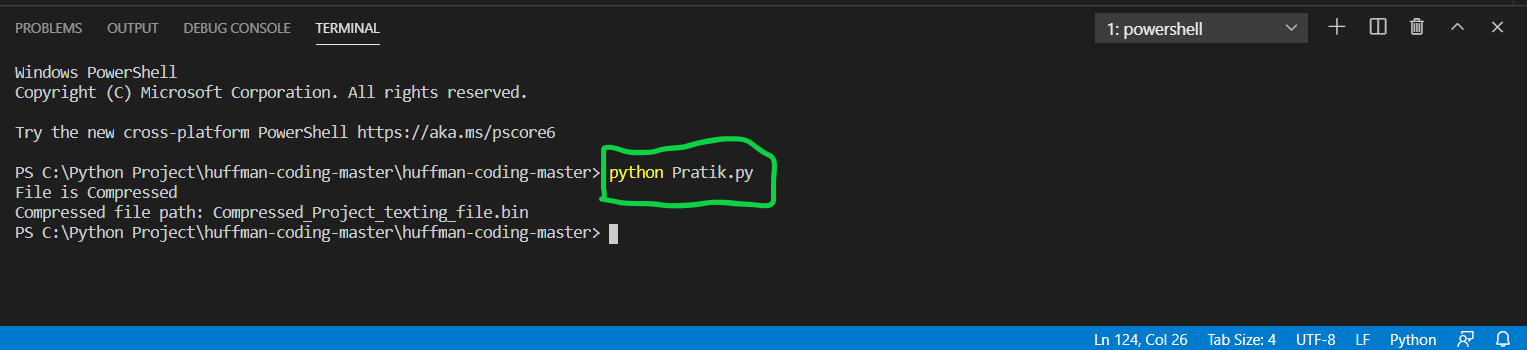 PROBLEMS OUTPUT DEBUG CONSOLE TERMINAL 1: powershell
Windows PowerShell
Copyright (C) Microsoft Corporation. All rights reserved.
Try the new cross-platform PowerShell https://aka.ms/pscore6
PS C:\Python Project\huffman-coding-master\huffman-coding-master> python Pratik.py
File is Compressed
Compressed file path: Compressed_Project_texting_file.bin
PS C:\Python Project\huffman-coding-master\huffman-coding-master>
Ln 124, Col 26 Tab Size: 4 UTF-8 LF Python